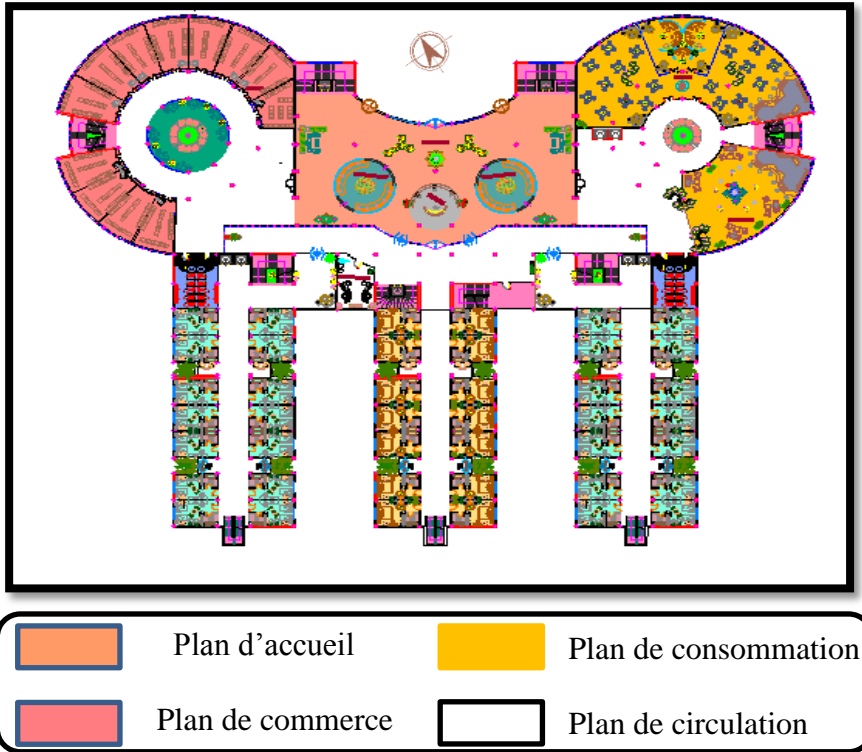 Plan d’accueil
Plan de consommation
Plan de commerce
Plan de circulation